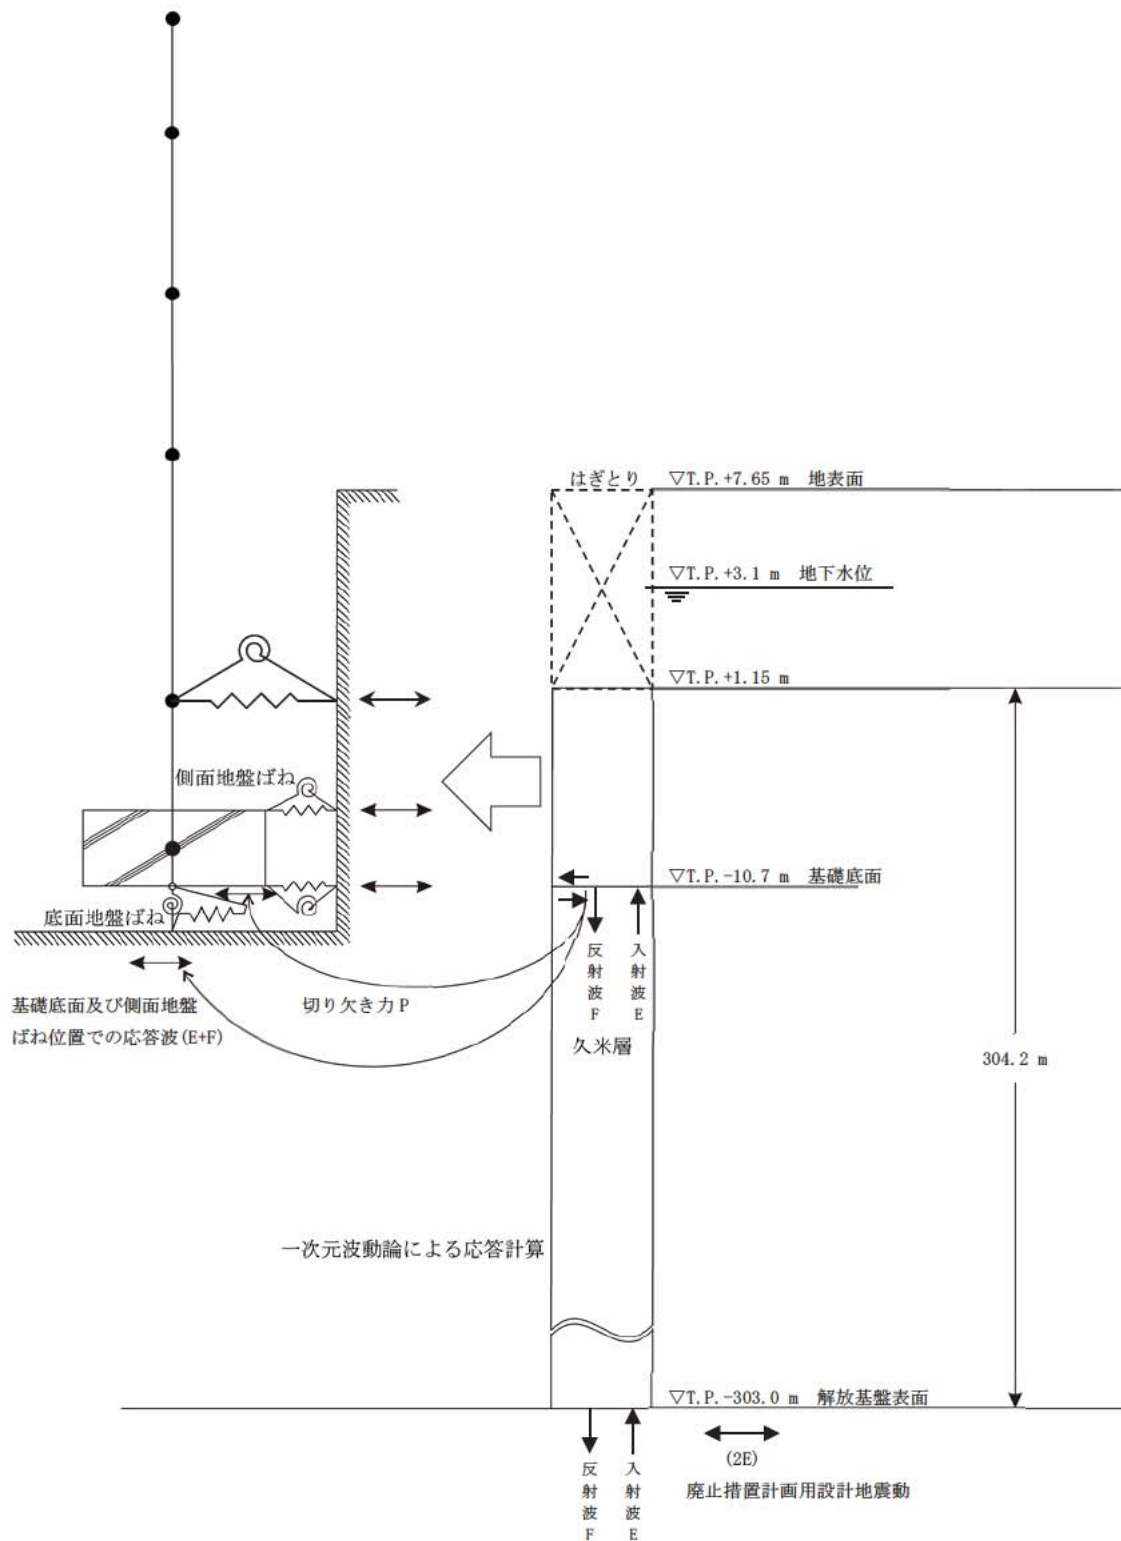 はぎとり
▽T.P.+7.65 m 地表面
▽T.P.+3.1 m 地下水位
▽T.P.+1.15 m
側面地盤ばね
▽T.P.-10.7 m 基礎底面
底面地盤ばね
反射波F
入射波E
基礎底面及び側面地盤
ばね位置での応答波(E+F)
切り欠き力P
久米層
304.2 m
一次元波動論による応答計算
▽T.P.-303.0 m 解放基盤表面
(2E)
反射波F
入射波E
廃止措置計画用設計地震動